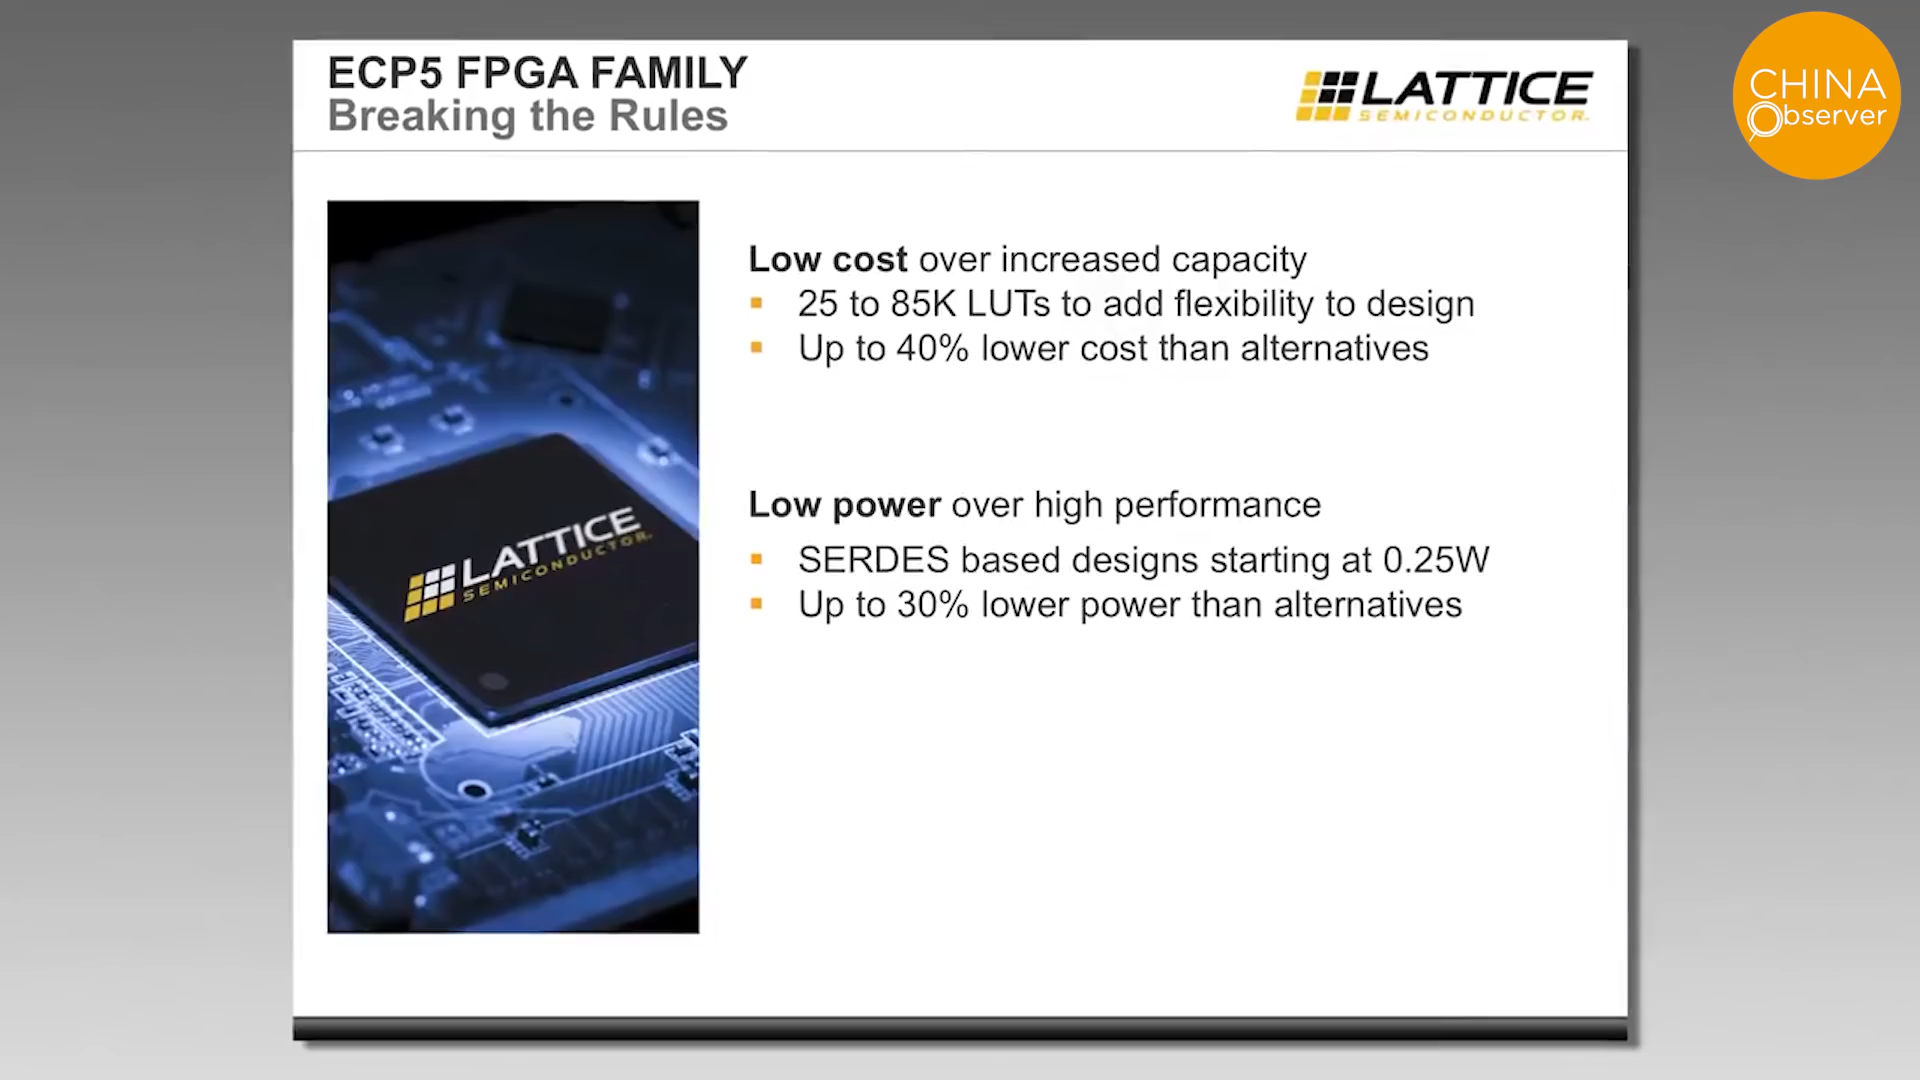 ECP5 FPGA FAMILY
Breaking the Rules
LATTICE
SEMICONDUCTOR
CHINA
Observer
Low cost over increased capacity
▪ 25 to 85K LUTs to add flexibility to design
▪ Up to 40% lower cost than alternatives
Low power over high performance
▪ SERDES based designs starting at 0.25W
▪ Up to 30% lower power than alternatives
LATTICE
SEMICONDUCTOR